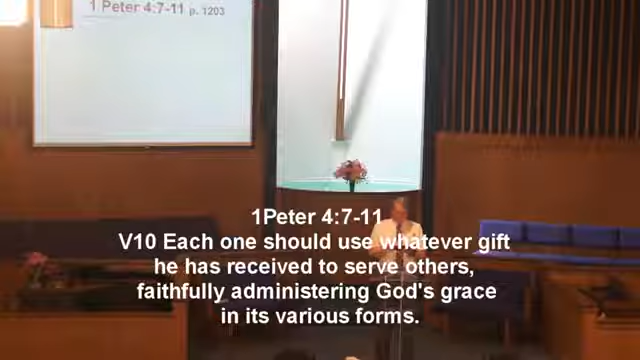 1 Peter 4:7-11 p. 1203
1Peter 4:7-11
V10 Each one should use whatever gift
he has received to serve others,
faithfully administering God's grace
in its various forms.